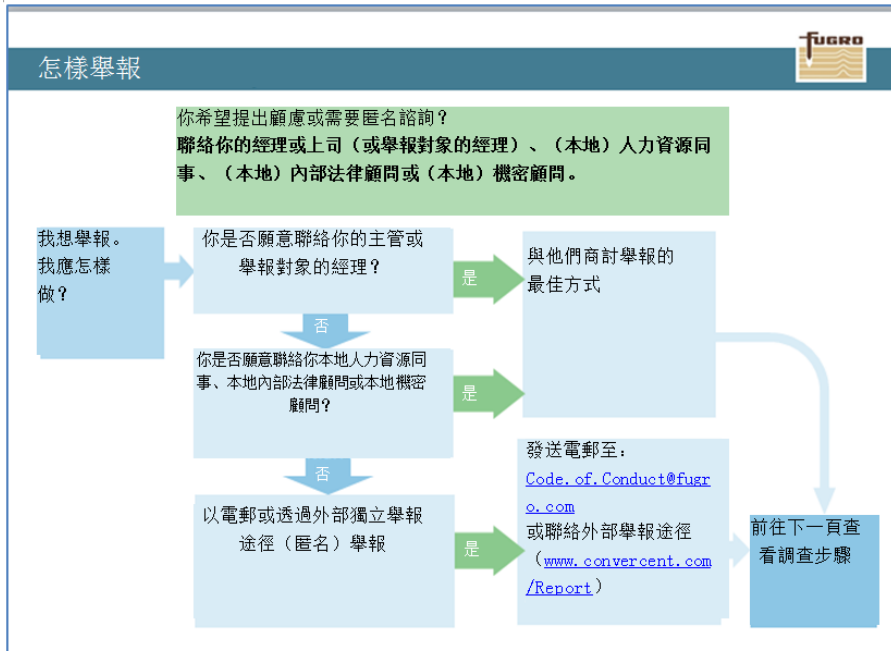 FUGRO
怎樣舉報
你希望提出顧慮或需要匿名諮詢？
聯絡你的經理或上司（或舉報對象的經理）、（本地）人力資源同
事、（本地）內部法律顧問或（本地）機密顧問。
我想舉報。
我應怎樣
做？
你是否願意聯絡你的主管或
舉報對象的經理？
是
與他們商討舉報的
最佳方式
否
你是否願意聯絡你本地人力資源同
事、本地內部法律顧問或本地機密
顧問？
是
否
以電郵或透過外部獨立舉報
途徑（匿名）舉報
是
發送電郵至：
Code.of.Conduct@fugr
o.com
或聯絡外部舉報途徑
（www.convercent.com
/Report）
前往下一頁查
看調查步驟